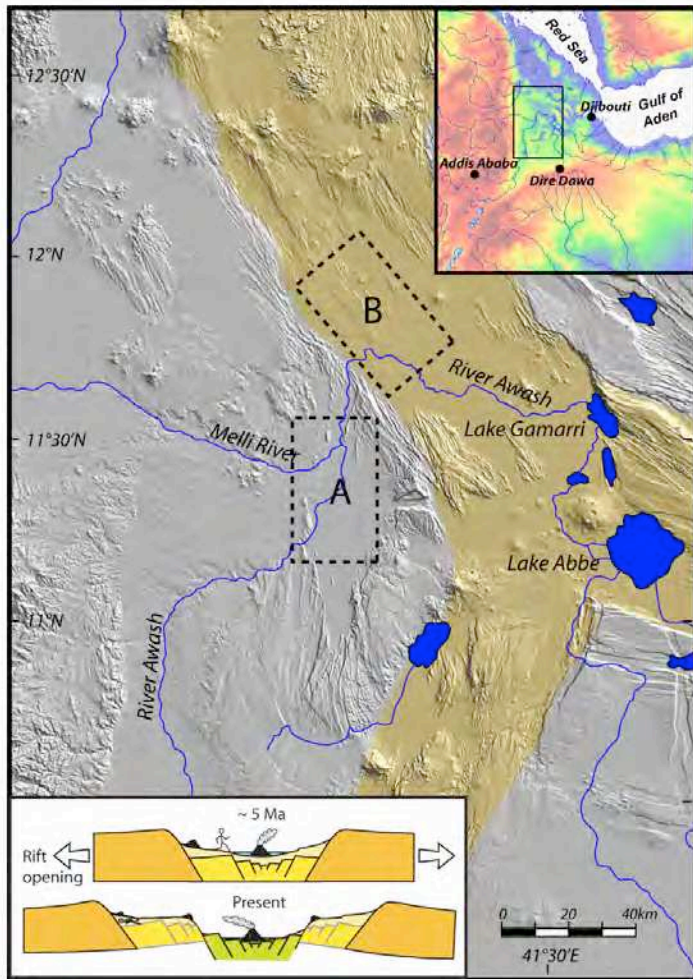 12°30'N
12°N
11°30'N
11°N
Red Sea
Djibouti
Gulf of
Aden
Addis Ababa
Dire Dawa
B
River Awash
Melli River
Lake Gamarri
A
Lake Abbe
River Awash
~ 5 Ma
Rift
opening
Present
0 20 40km
41°30'E